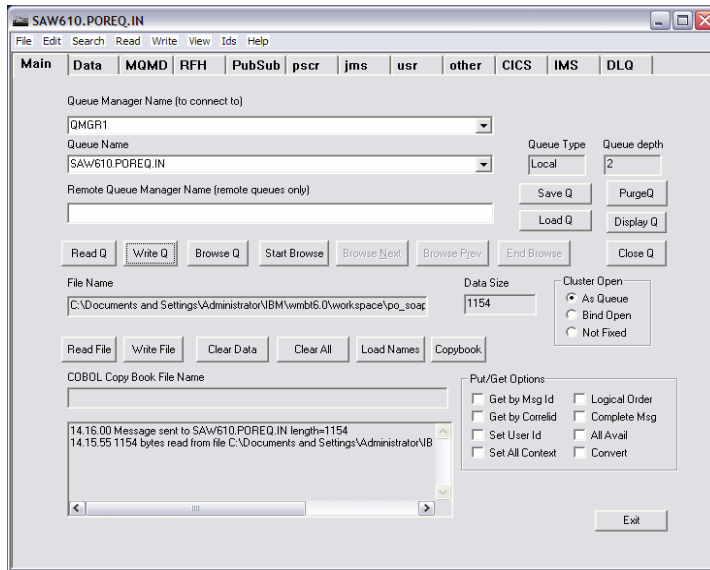 SAW610.POREQ.IN
File Edit Search Read Write View Ids Help
Main Data MQMD RFH PubSub pscr jms usr other CICS IMS DLQ
Queue Manager Name (to connect to)
QMGR1
Queue Name Queue Type Queue depth
SAW610.POREQ.IN Local 2
Remote Queue Manager Name (remote queues only)
Save Q PurgeQ
Load Q Display Q
Read Q Write Q Browse Q Start Browse Browse Next Browse Prev End Browse Close Q
File Name Data Size Cluster Open
C:\Documents and Settings\Administrator\IBM\wmbt6.0\workspace\po_soap 1154 As Queue
Bind Open
Not Fixed
Read File Write File Clear Data Clear All Load Names Copybook
COBOL Copy Book File Name Put/Get Options
Get by Msg Id Logical Order
Get by Correlid Complete Msg
Set User Id All Avail
Set All Context Convert
14.16.00 Message sent to SAW610.POREQ.IN length=1154
14.15.55 1154 bytes read from file C:\Documents and Settings\Administrator\IB
Exit